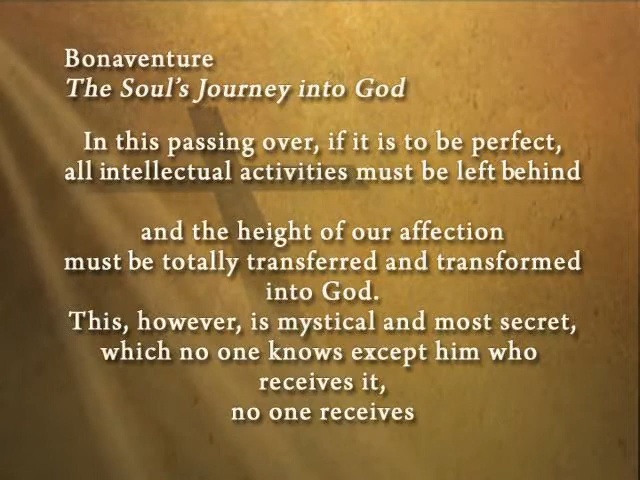 Bonaventure
The Soul's Journey into God
In this passing over, if it is to be perfect,
all intellectual activities must be left behind
and the height of our affection
must be totally transferred and transformed
into God.
This, however, is mystical and most secret,
which no one knows except him who
receives it,
no one receives